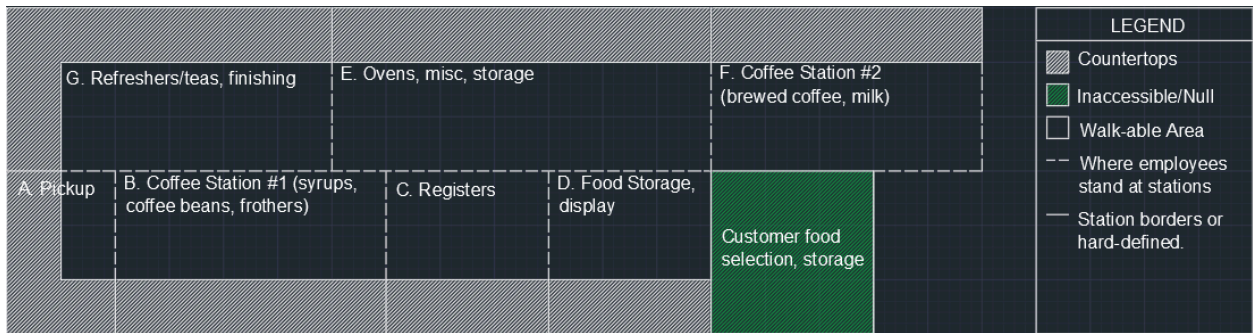 G. Refreshers/teas, finishing
E. Ovens, misc, storage
F. Coffee Station #2
(brewed coffee, milk)
A. Pickup
B. Coffee Station #1 (syrups,
coffee beans, frothers)
C. Registers
D. Food Storage,
display
Customer food
selection, storage
LEGEND
Countertops
Inaccessible/Null
Walk-able Area
Where employees
stand at stations
Station borders or
hard-defined.